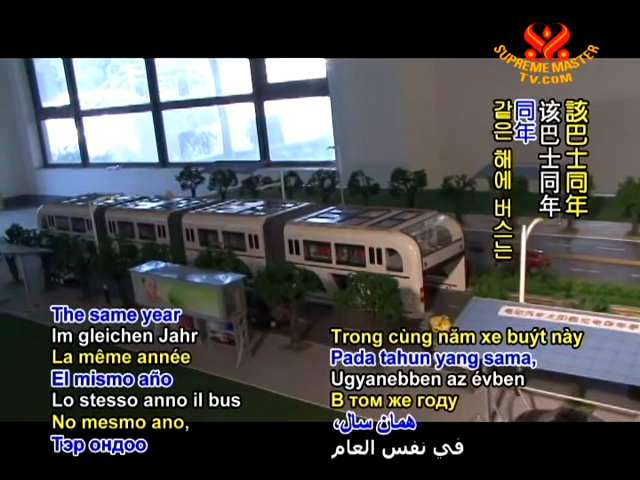 SUPREME MASTER
TV.COM
該巴士同年
该巴士同年
같은 해에 버스는
The same year
Im gleichen Jahr
La même année
El mismo año
Lo stesso anno il bus
No mesmo ano,
Тэр ондоо
Trong cùng năm xe buýt này
Pada tahun yang sama,
Ugyanebben az évben
В том же году
همان سال،
في نفس العام